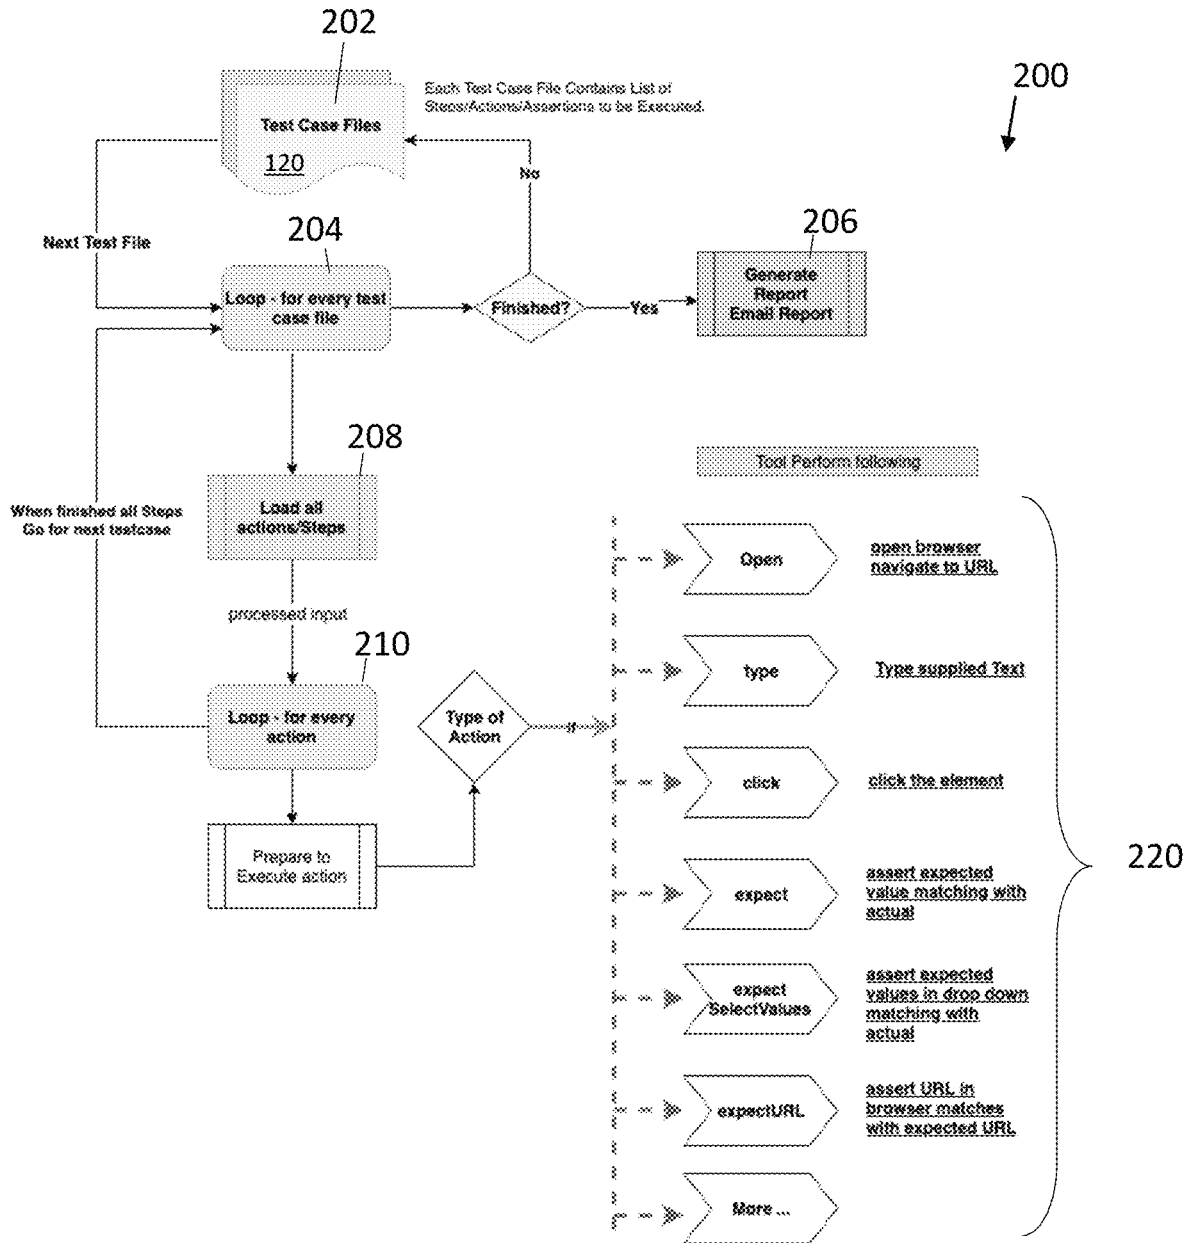 202
200
Each Test Case File Contains List of
Steps/Actions/Assertions to be Executed.
Test Case Files
120
No
Next Test File
204
206
Loop - for every test
case file
Finished?
Yes
Generate
Report
Email Report
208
Tool Perform following
When finished all Steps
Go for next testcase
Load all
actions/Steps
Open
open browser
navigate to URL
processed input
210
type
Type supplied Text
Loop - for every
action
Type of
Action
If
click
click the element
Prepare to
Execute action
220
expect
assert expected
value matching with
actual
expect
SelectValues
assert expected
values in drop down
matching with
actual
expectURL
assert URL in
browser matches
with expected URL
More ...